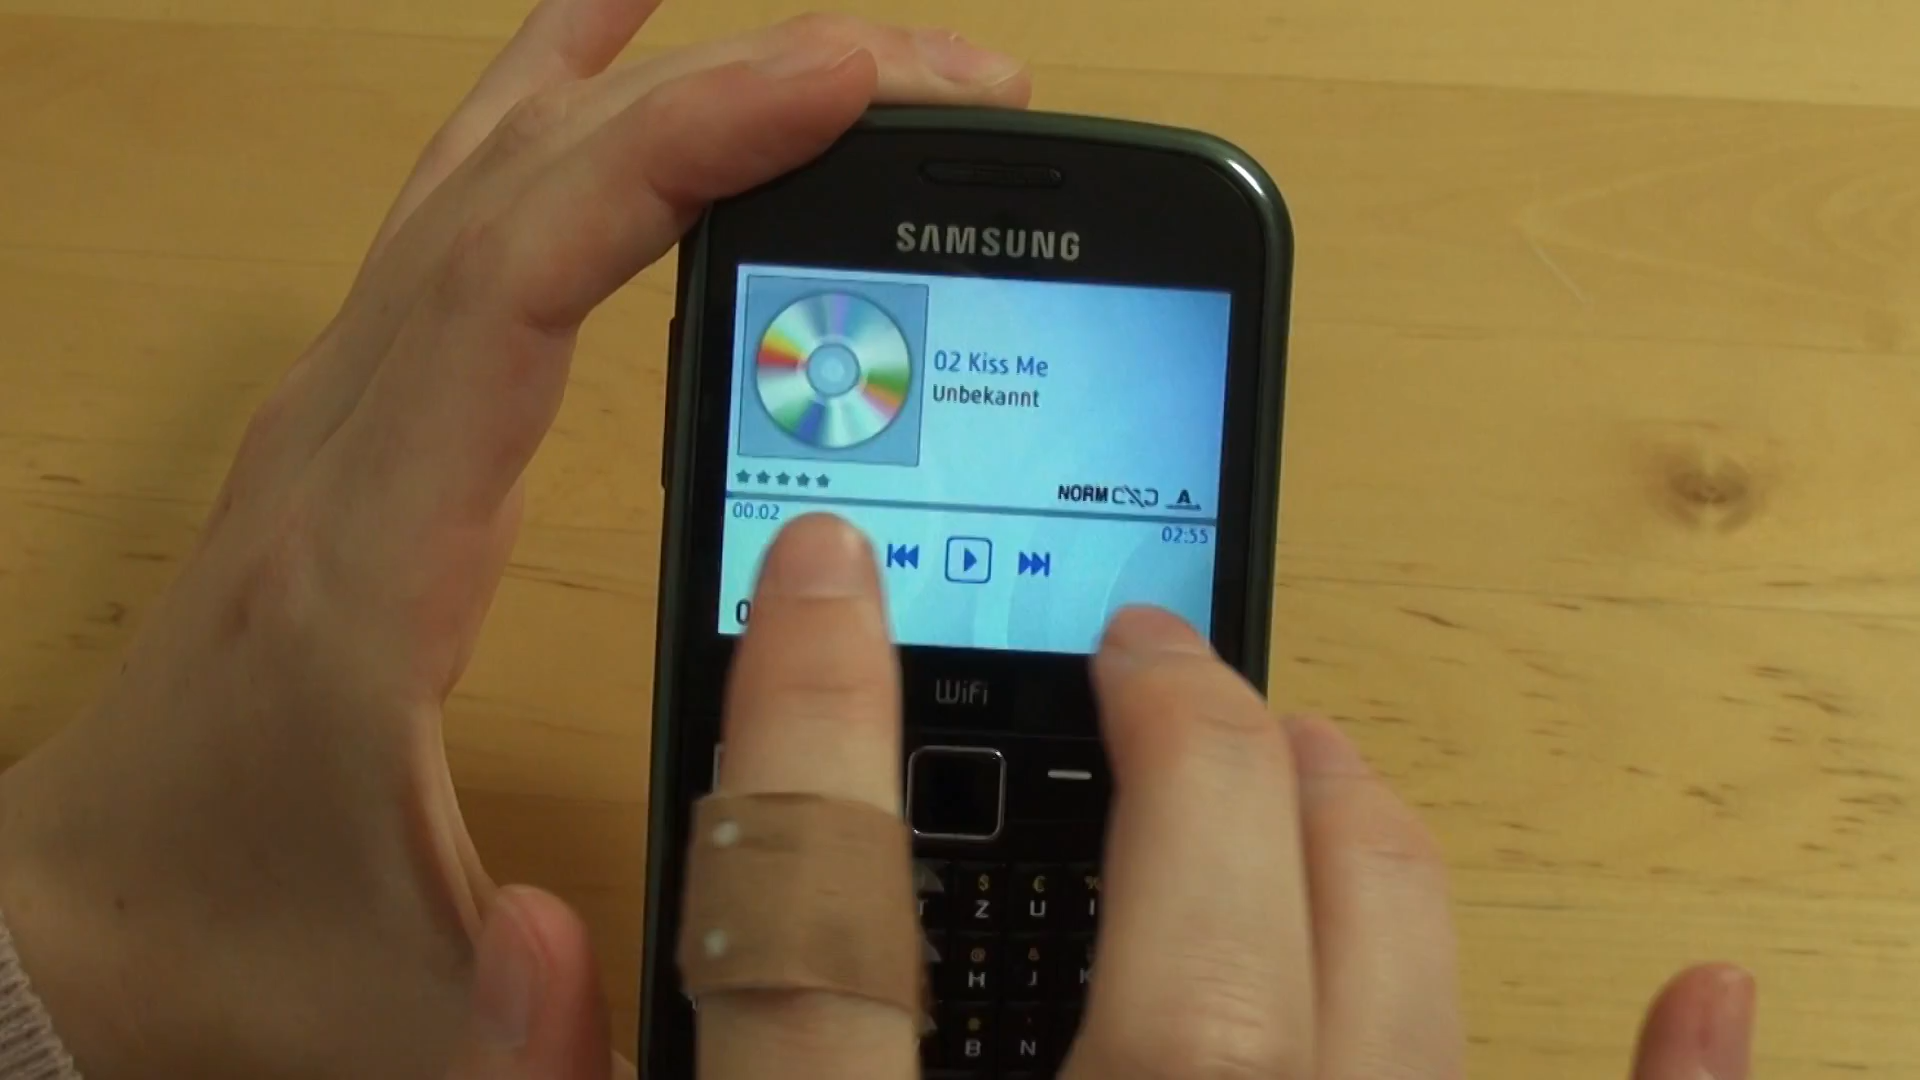 SAMSUNG
02 Kiss Me
Unbekannt
NORM A
00:02
02:55
WiFi
$ € %
Z U I
H J K
B N